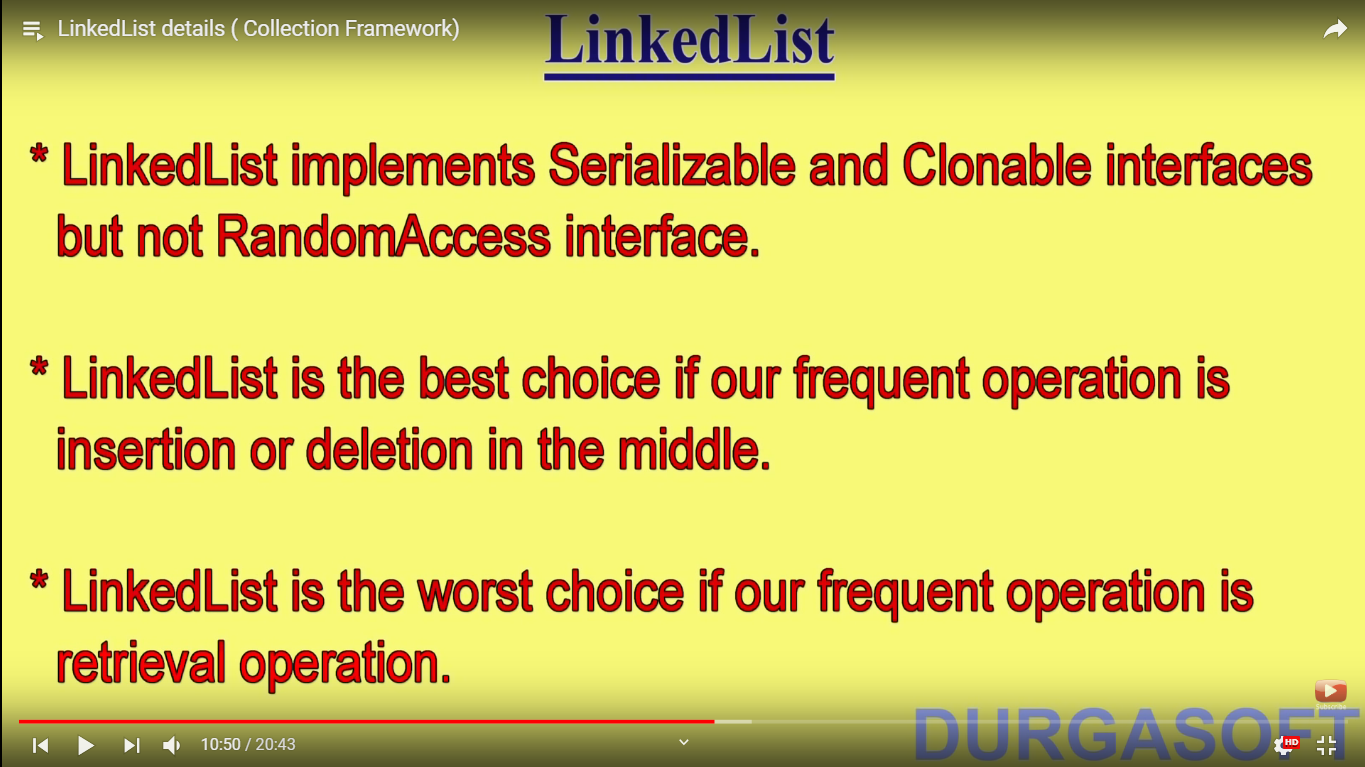 LinkedList details ( Collection Framework)
LinkedList
* LinkedList implements Serializable and Clonable interfaces
but not RandomAccess interface.
* LinkedList is the best choice if our frequent operation is
insertion or deletion in the middle.
* LinkedList is the worst choice if our frequent operation is
retrieval operation.
Subscribe
DURGASOFT
10:50 / 20:43
HD